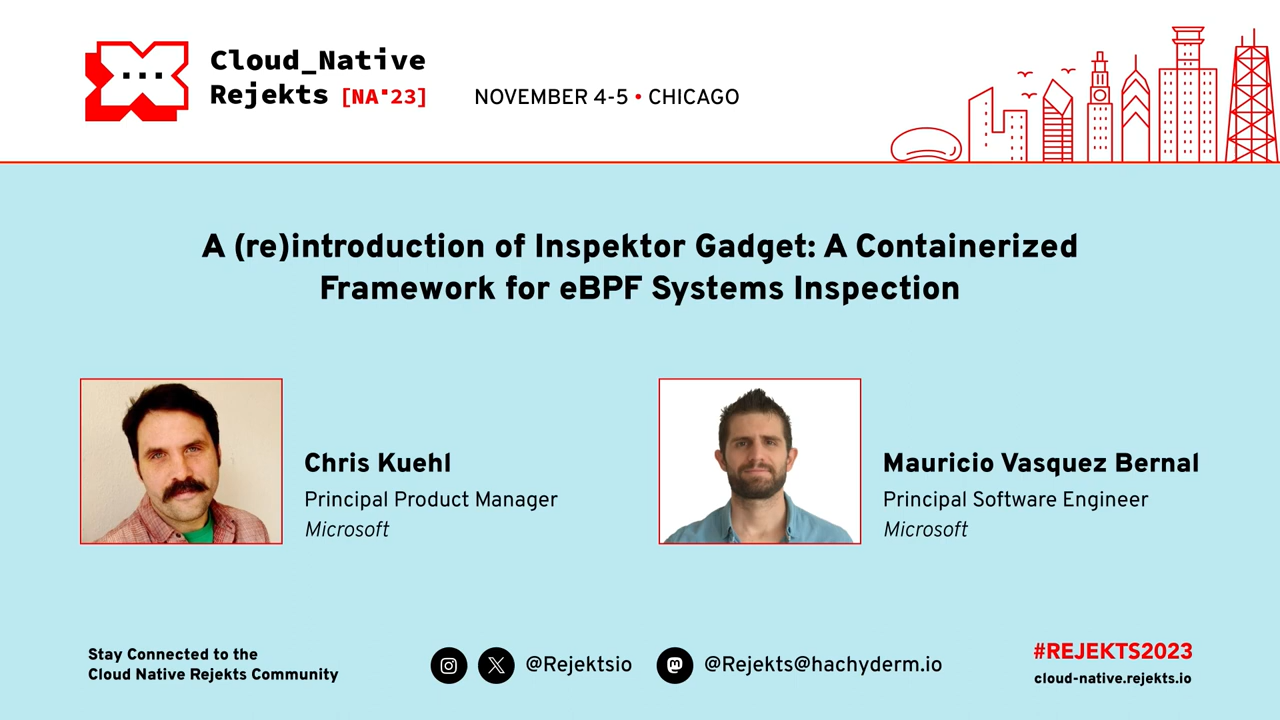 Cloud_Native
Rejekts [NA'23]
NOVEMBER 4-5 • CHICAGO
A (re)introduction of Inspektor Gadget: A Containerized
Framework for eBPF Systems Inspection
Chris Kuehl
Principal Product Manager
Microsoft
Mauricio Vasquez Bernal
Principal Software Engineer
Microsoft
Stay Connected to the
Cloud Native Rejekts Community
@Rejektsio
@Rejekts@hachyderm.io
#REJEKTS2023
cloud-native.rejekts.io